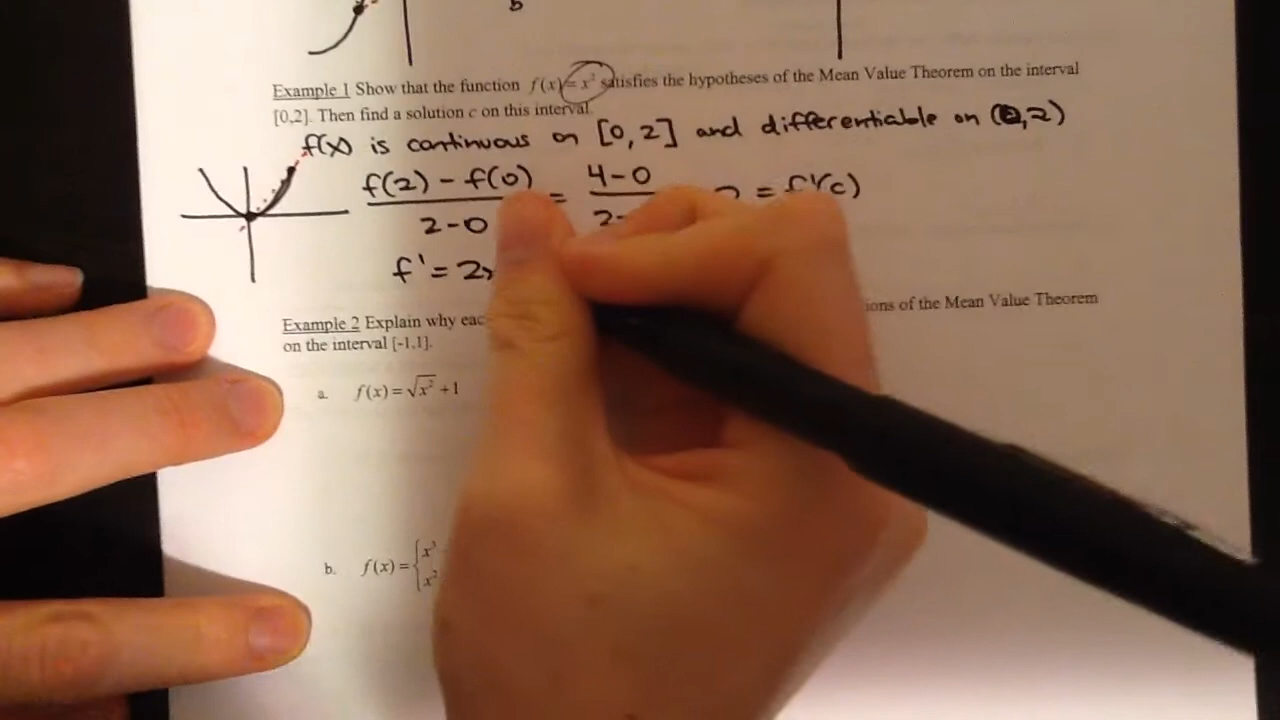 b
Example 1 Show that the function f(x) = x² satisfies the hypotheses of the Mean Value Theorem on the interval
[0,2]. Then find a solution c on this interval.
f(x) is continuous on [0,2] and differentiable on (0,2)
f(2) - f(0) / 2-0 = 4-0 / 2- = f'(c)
f' = 2x
Example 2 Explain why of the Mean Value Theorem
on the interval [-1,1].
a. f(x) = √x² + 1
b. f(x) = { x³
x²